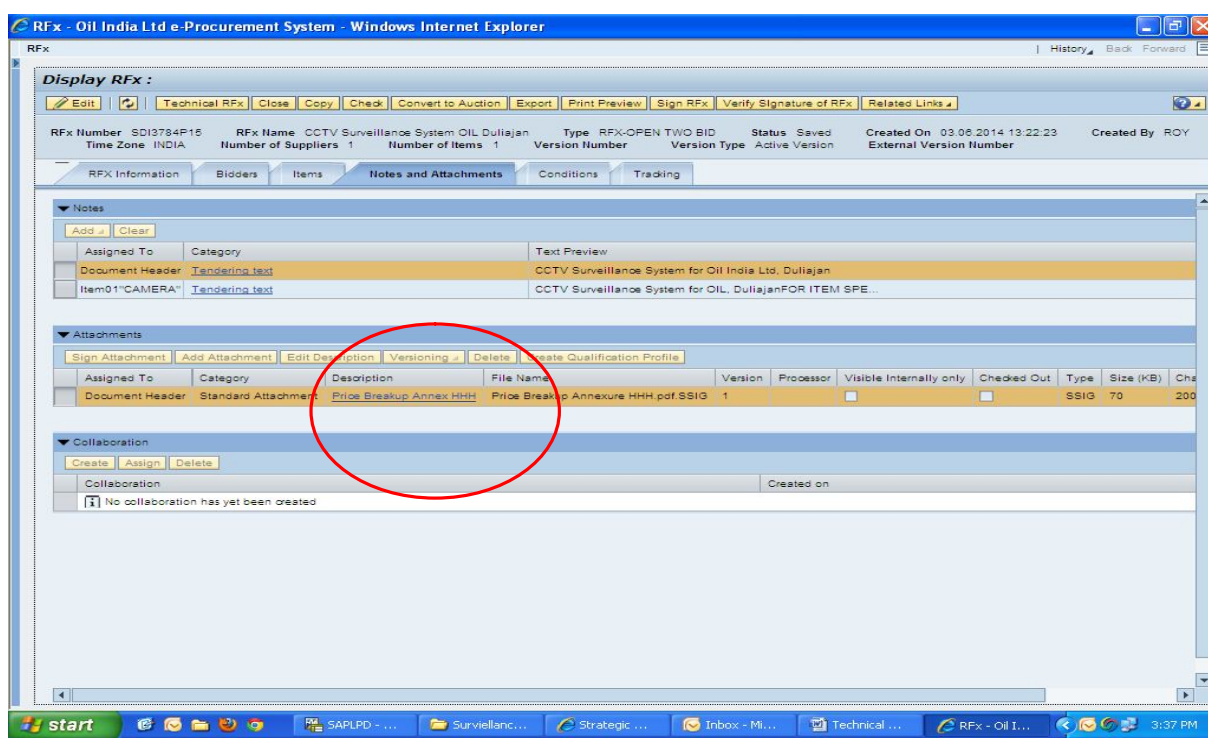 RFx - Oil India Ltd e-Procurement System - Windows Internet Explorer
RFx | History Back Forward
Display RFx :
Edit | | Technical RFx Close Copy Check Convert to Auction Export Print Preview Sign RFx Verify Signature of RFx Related Links
RFx Number SDI3784P15 RFx Name CCTV Surveillance System OIL Duliajan Type RFX-OPEN TWO BID Status Saved Created On 03.06.2014 13:22:23 Created By ROY
Time Zone INDIA Number of Suppliers 1 Number of Items 1 Version Number Version Type Active Version External Version Number
RFX Information Bidders Items Notes and Attachments Conditions Tracking
Notes
Add Clear
Assigned To Category Text Preview
Document Header Tendering text CCTV Surveillance System for Oil India Ltd, Duliajan
Item01"CAMERA" Tendering text CCTV Surveillance System for OIL, DuliajanFOR ITEM SPE...
Attachments
Sign Attachment Add Attachment Edit Description Versioning Delete Create Qualification Profile
Assigned To Category Description File Name Version Processor Visible Internally only Checked Out Type Size (KB) Cha
Document Header Standard Attachment Price Breakup Annex HHH Price Breakup Annexure HHH.pdf.SSIG 1 SSIG 70 200
Collaboration
Create Assign Delete
Collaboration Created on
No collaboration has yet been created
start SAPLPD - ... Surviellanc... Strategic ... Inbox - Mi... Technical ... RFx - Oil I... 3:37 PM